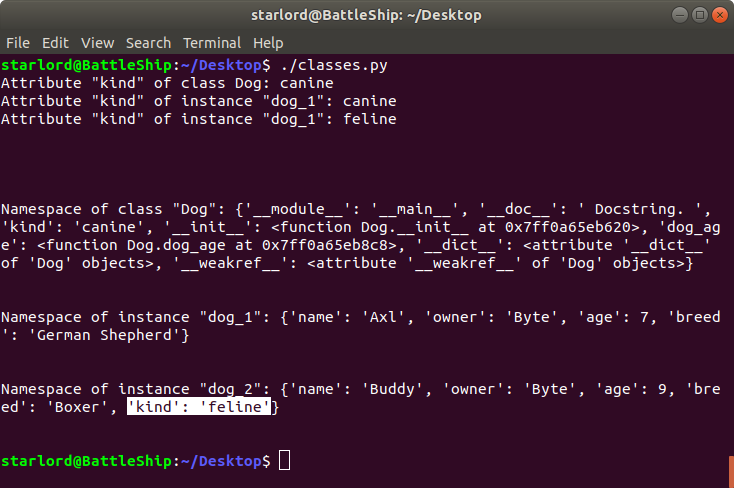 starlord@BattleShip: ~/Desktop
File Edit View Search Terminal Help
starlord@BattleShip:~/Desktop$ ./classes.py
Attribute "kind" of class Dog: canine
Attribute "kind" of instance "dog_1": canine
Attribute "kind" of instance "dog_1": feline
Namespace of class "Dog": {'__module__': '__main__', '__doc__': ' Docstring. ',
'kind': 'canine', '__init__': <function Dog.__init__ at 0x7ff0a65eb620>, 'dog_ag
e': <function Dog.dog_age at 0x7ff0a65eb8c8>, '__dict__': <attribute '__dict__'
of 'Dog' objects>, '__weakref__': <attribute '__weakref__' of 'Dog' objects>}
Namespace of instance "dog_1": {'name': 'Axl', 'owner': 'Byte', 'age': 7, 'breed
': 'German Shepherd'}
Namespace of instance "dog_2": {'name': 'Buddy', 'owner': 'Byte', 'age': 9, 'bre
ed': 'Boxer', 'kind': 'feline'}
starlord@BattleShip:~/Desktop$